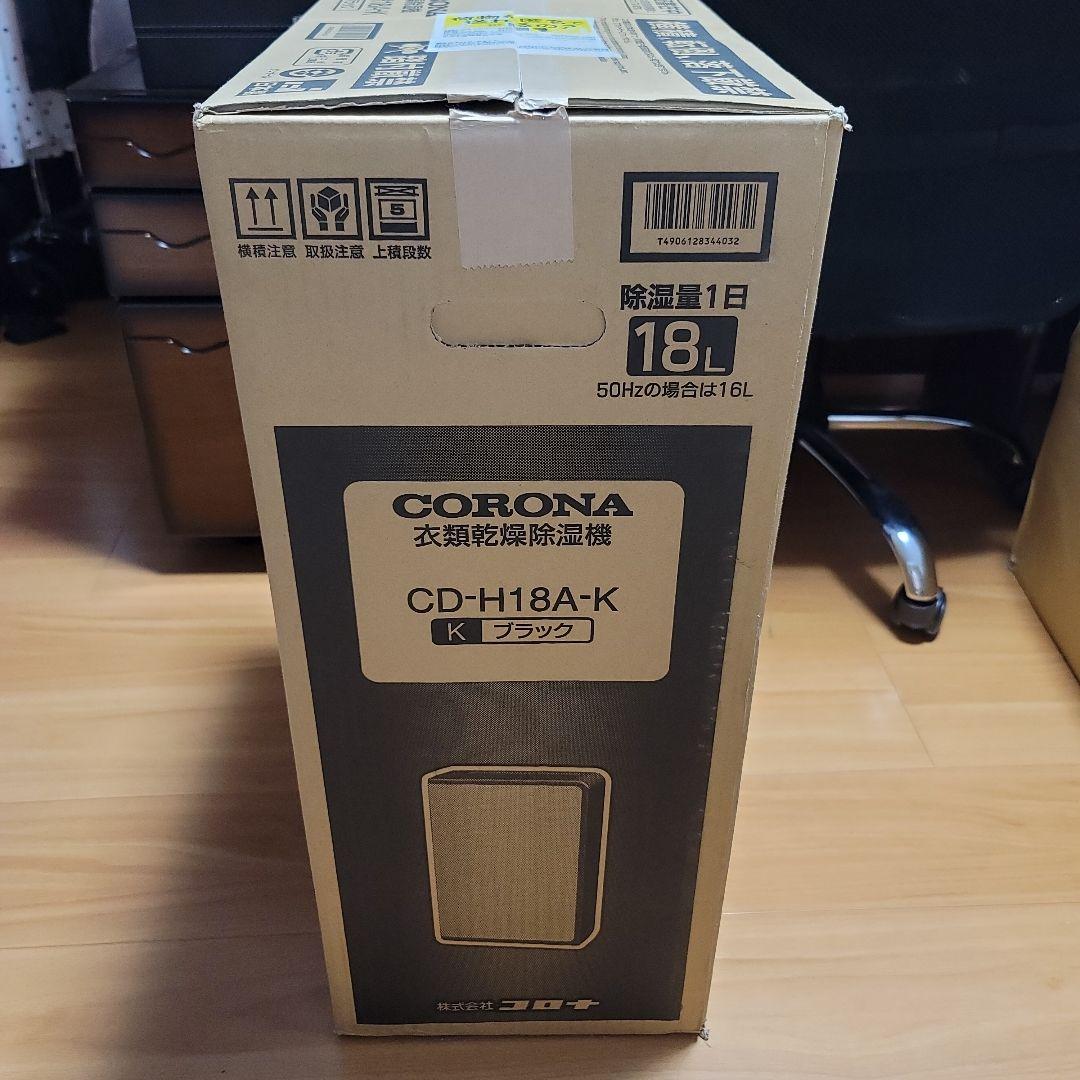 CORONA
横積注意
取扱注意
5
上積段数
T4906128344032
除湿量1日
18L
50Hzの場合は16L
CORONA
衣類乾燥除湿機
CD-H18A-K
K ブラック
株式会社 コロナ